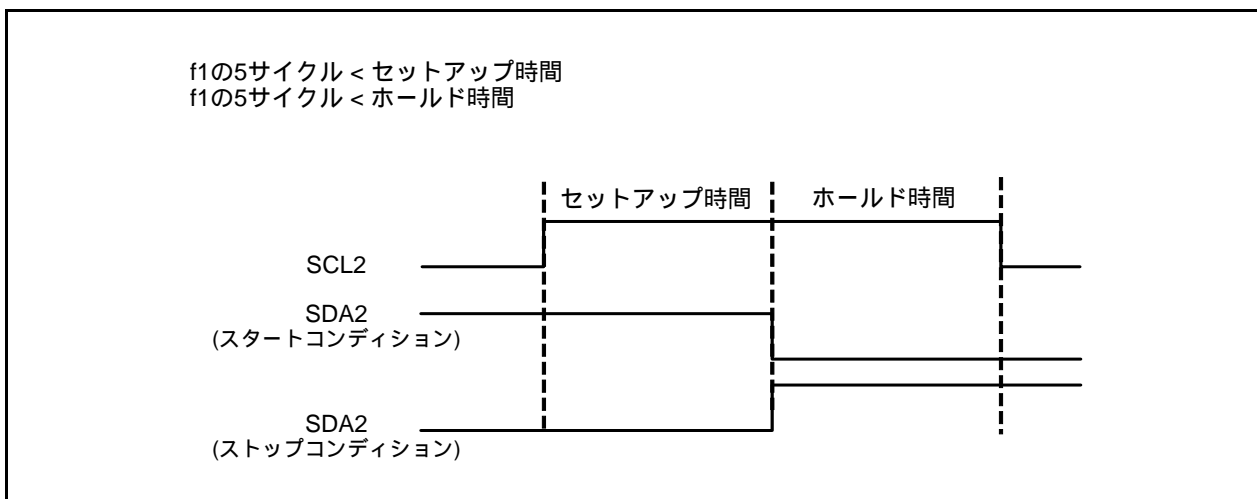 f1の5サイクル < セットアップ時間
f1の5サイクル < ホールド時間
セットアップ時間 ホールド時間
SCL2
SDA2
(スタートコンディション)
SDA2
(ストップコンディション)